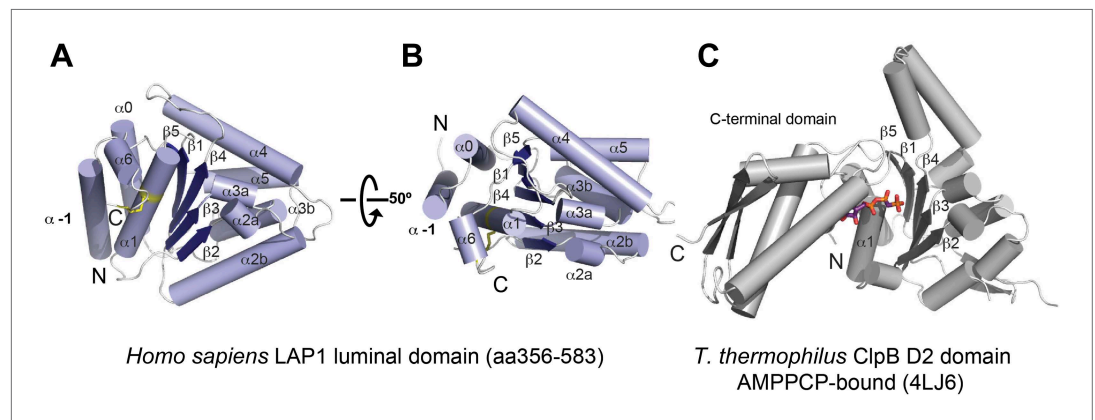 A
α0
β5
β1
β4
α4
α6
α5
α3a
α3b
C
β3
α2a
α -1
α1
β2
α2b
N
50º
B
N
α0
β5
α4
α5
β1
β4
α3b
α3a
α -1
α6
α1
β3
α2b
β2
α2a
C
C
C-terminal domain
β5
β1
β4
β3
C
α1
N
β2
Homo sapiens LAP1 luminal domain (aa356-583)
T. thermophilus ClpB D2 domain
AMPPCP-bound (4LJ6)